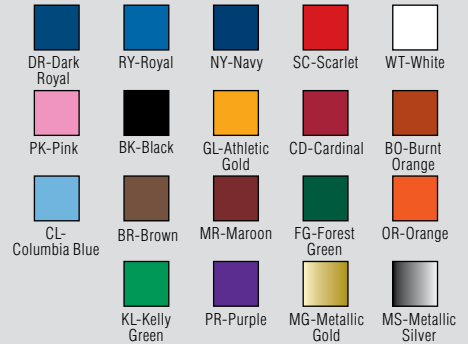 DR-Dark
Royal
RY-Royal
NY-Navy
SC-Scarlet
WT-White
PK-Pink
BK-Black
GL-Athletic
Gold
CD-Cardinal
BO-Burnt
Orange
CL-
Columbia Blue
BR-Brown
MR-Maroon
FG-Forest
Green
OR-Orange
KL-Kelly
Green
PR-Purple
MG-Metallic
Gold
MS-Metallic
Silver